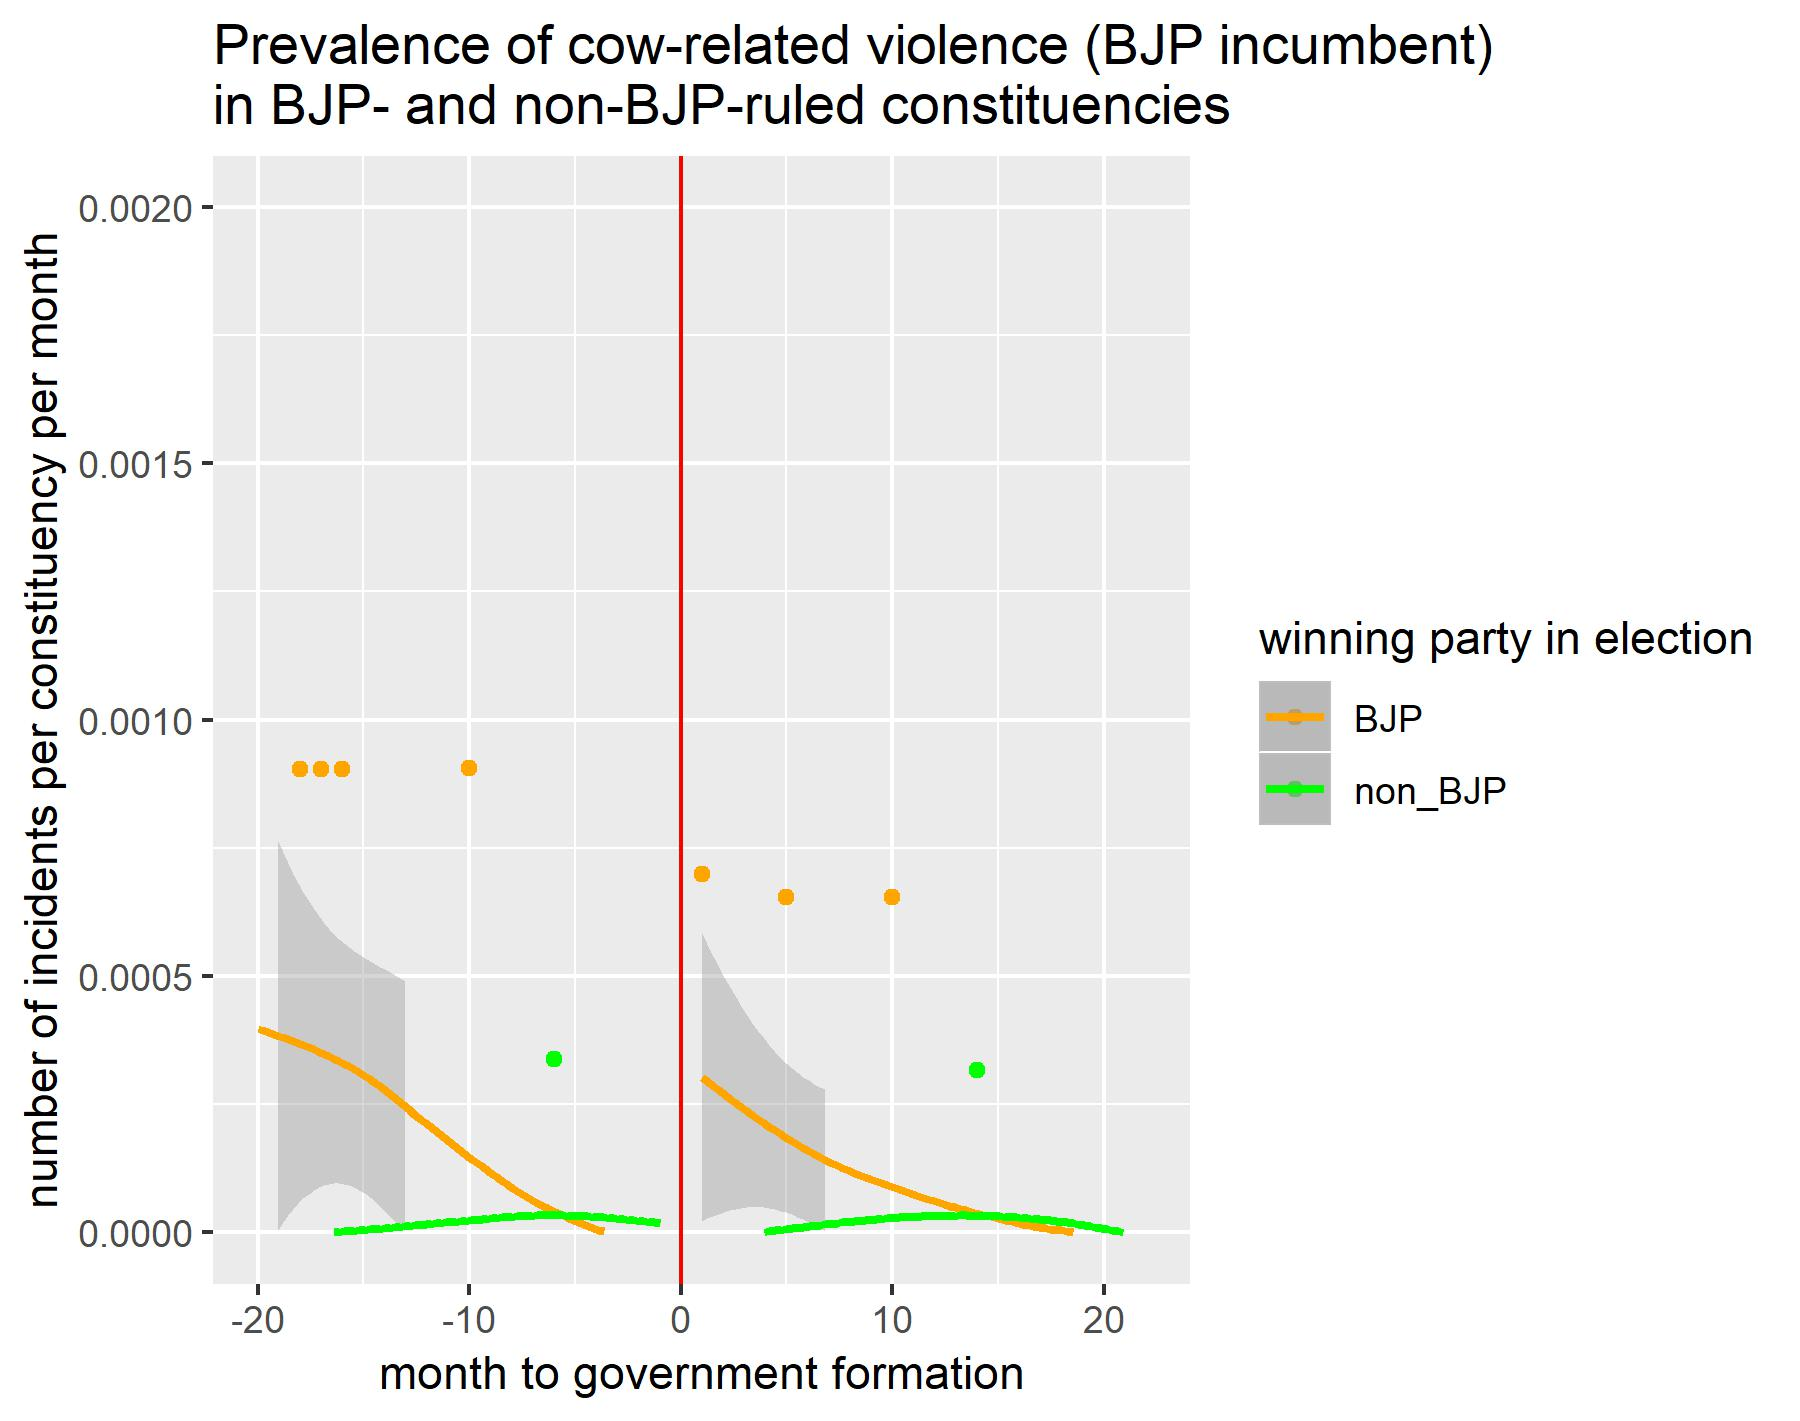 Prevalence of cow-related violence (BJP incumbent)
in BJP- and non-BJP-ruled constituencies
number of incidents per constituency per month
0.0020
0.0015
0.0010
0.0005
0.0000
-20
-10
0
10
20
month to government formation
winning party in election
BJP
non_BJP